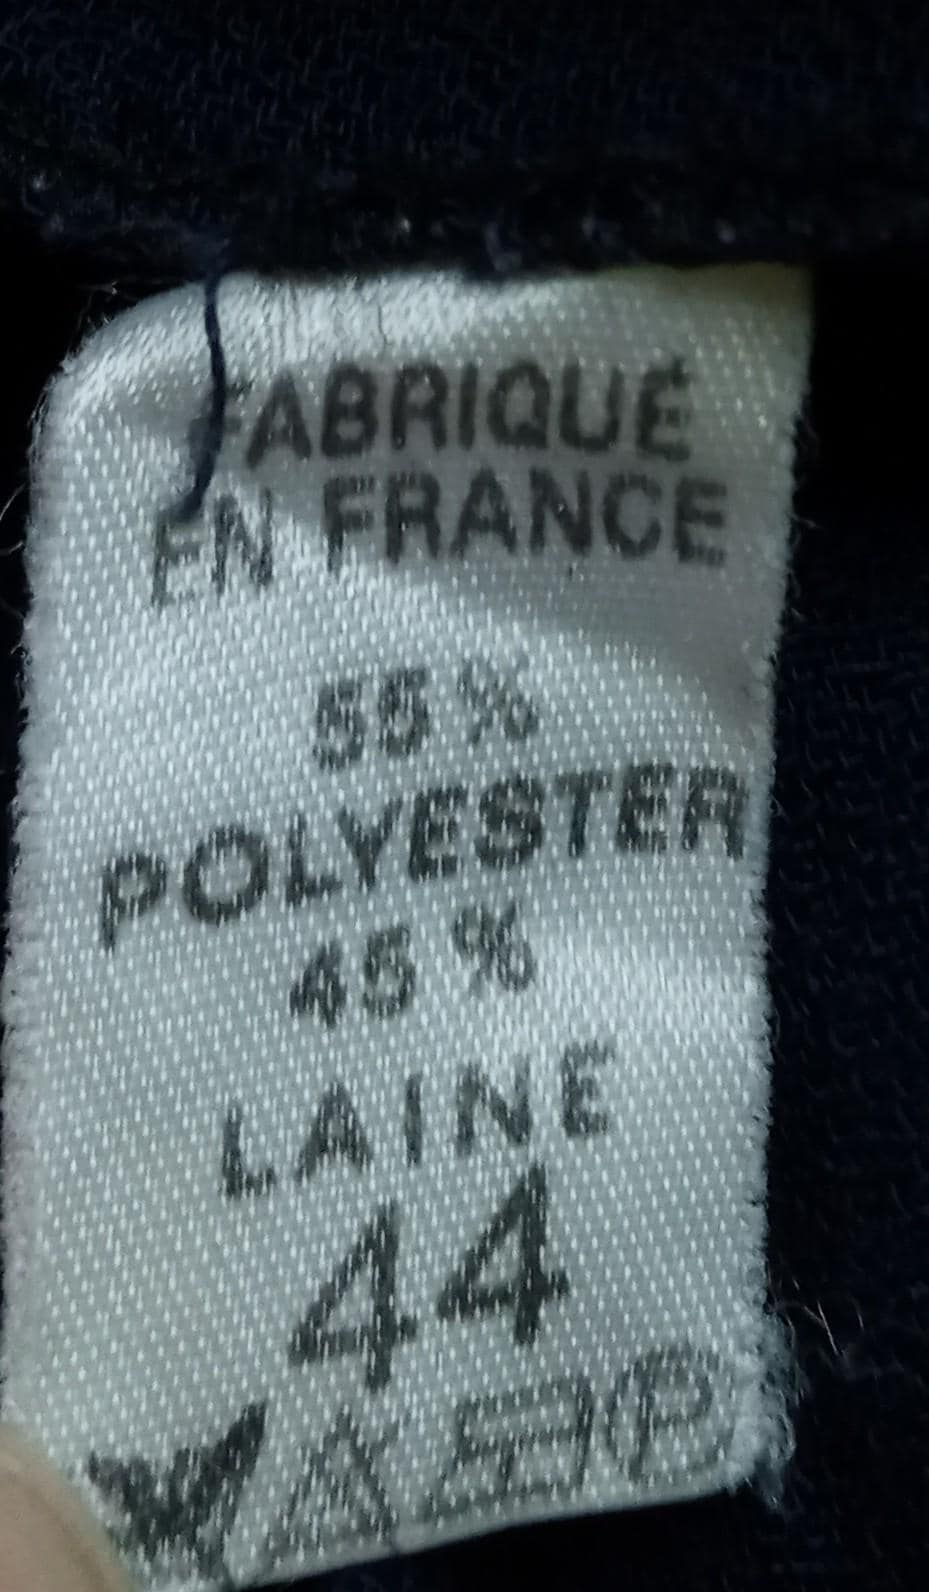 FABRIQUÉ
EN FRANCE
55%
POLYESTER
45%
LAINE
44
P